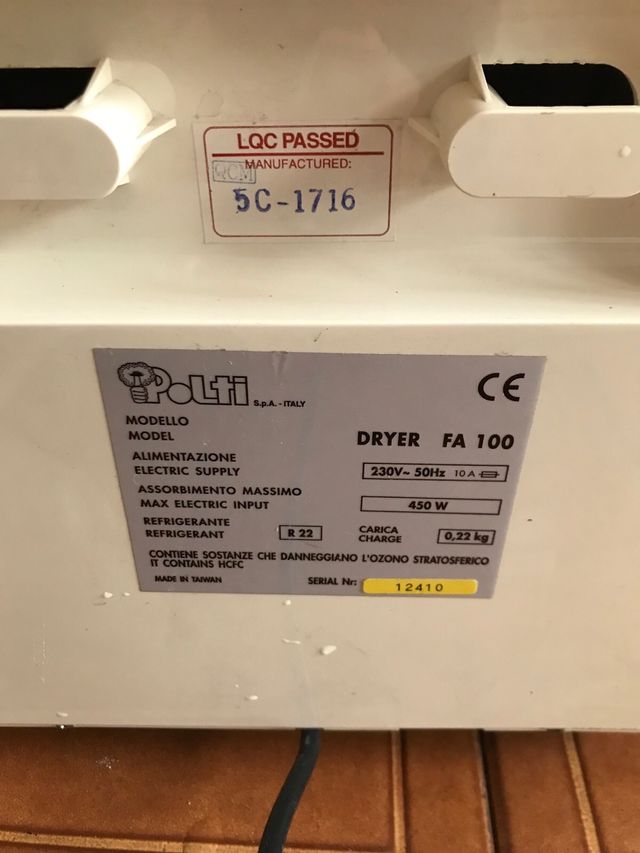 LQC PASSED
MANUFACTURED:
QCM
5C-1716
Polti S.p.A. - ITALY
CE
MODELLO
MODEL
DRYER FA 100
ALIMENTAZIONE
ELECTRIC SUPPLY
230V~ 50Hz 10 A
ASSORBIMENTO MASSIMO
MAX ELECTRIC INPUT
450 W
REFRIGERANTE
REFRIGERANT
R 22
CARICA
CHARGE
0,22 kg
CONTIENE SOSTANZE CHE DANNEGGIANO L'OZONO STRATOSFERICO
IT CONTAINS HCFC
MADE IN TAIWAN
SERIAL Nr:
12410